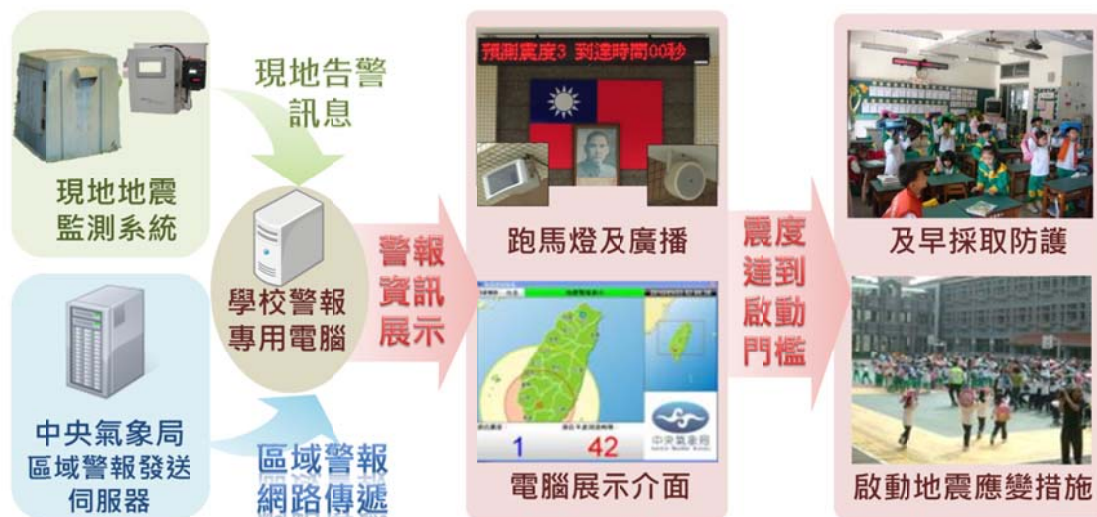 現地地震
監測系統
現地告警
訊息
學校警報
專用電腦
中央氣象局
區域警報發送
伺服器
區域警報
網路傳遞
警報
資訊
展示
預測震度3 到達時間00秒
跑馬燈及廣播
1
42
中央氣象局
電腦展示介面
震度
達到
啟動
門檻
及早採取防護
啟動地震應變措施